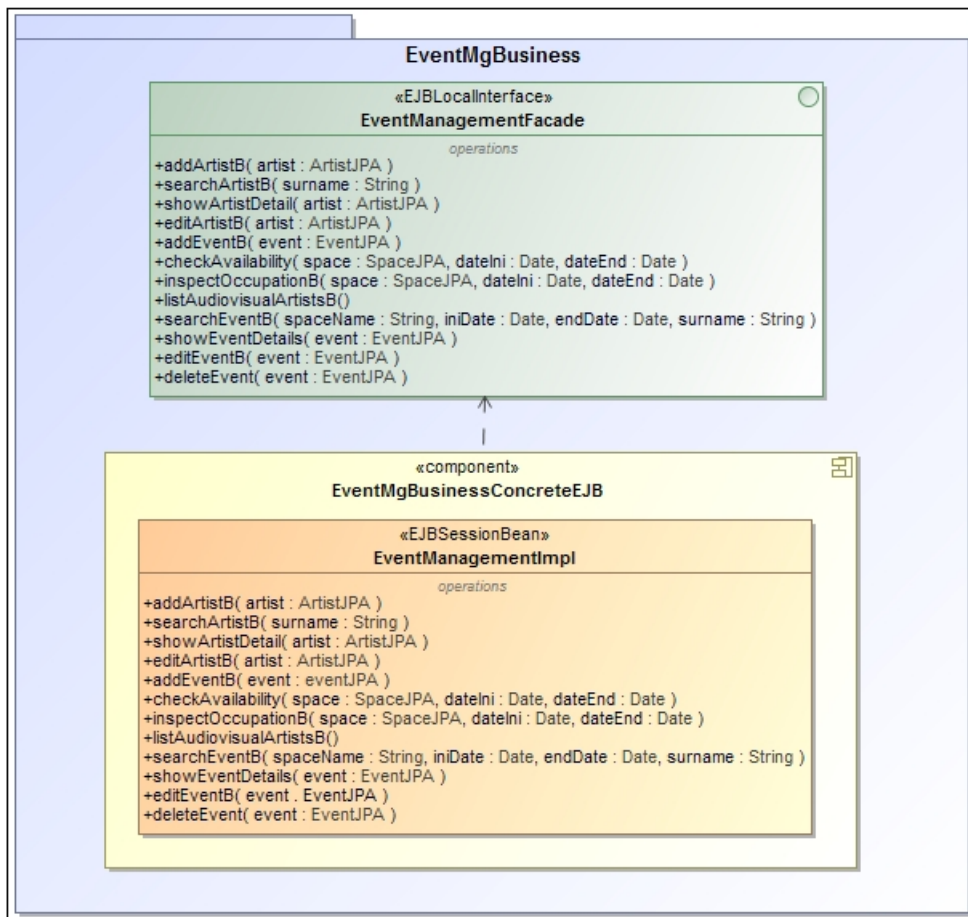 EventMgBusiness
«EJBLocalInterface»
EventManagementFacade
operations
+addArtistB( artist : ArtistJPA )
+searchArtistB( surname : String )
+showArtistDetail( artist : ArtistJPA )
+editArtistB( artist : ArtistJPA )
+addEventB( event : EventJPA )
+checkAvailability( space : SpaceJPA, dateIni : Date, dateEnd : Date )
+inspectOccupationB( space : SpaceJPA, dateIni : Date, dateEnd : Date )
+listAudiovisualArtistsB()
+searchEventB( spaceName : String, iniDate : Date, endDate : Date, surname : String )
+showEventDetails( event : EventJPA )
+editEventB( event : EventJPA )
+deleteEvent( event : EventJPA )
«component»
EventMgBusinessConcreteEJB
«EJBSessionBean»
EventManagementImpl
operations
+addArtistB( artist : ArtistJPA )
+searchArtistB( surname : String )
+showArtistDetail( artist : ArtistJPA )
+editArtistB( artist : ArtistJPA )
+addEventB( event : eventJPA )
+checkAvailability( space : SpaceJPA, dateIni : Date, dateEnd : Date )
+inspectOccupationB( space : SpaceJPA, dateIni : Date, dateEnd : Date )
+listAudiovisualArtistsB()
+searchEventB( spaceName : String, iniDate : Date, endDate : Date, surname : String )
+showEventDetails( event : EventJPA )
+editEventB( event . EventJPA )
+deleteEvent( event : EventJPA )